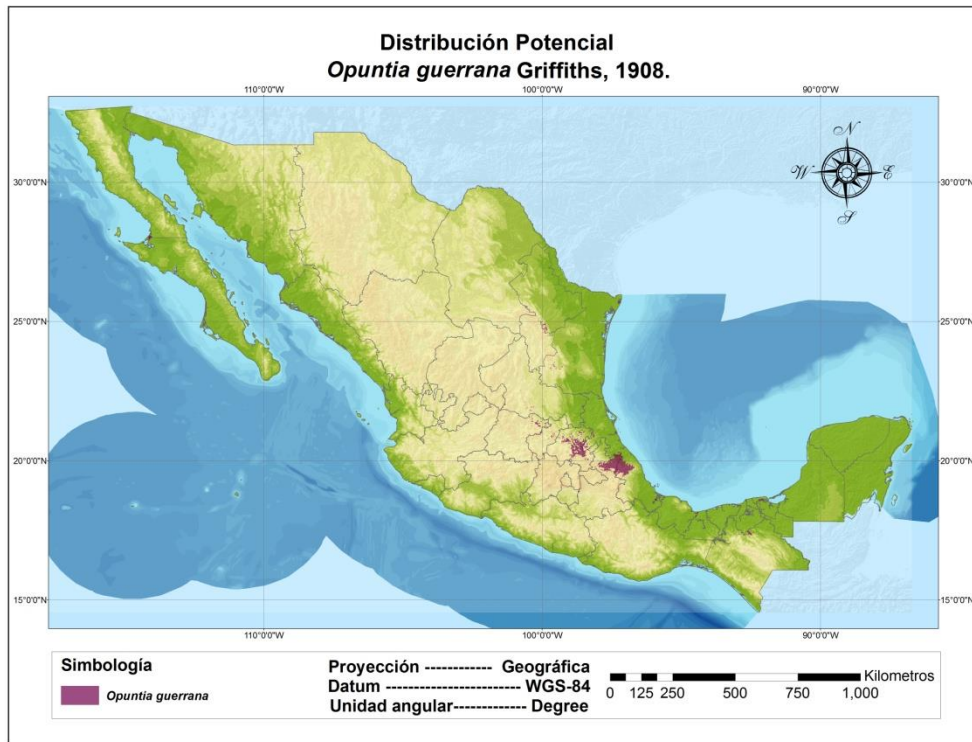 Distribución Potencial
Opuntia guerrana Griffiths, 1908.
110°0'0"W 100°0'0"W 90°0'0"W
N
W E
S
30°0'0"N 30°0'0"N
25°0'0"N 25°0'0"N
20°0'0"N 20°0'0"N
15°0'0"N 15°0'0"N
110°0'0"W 100°0'0"W 90°0'0"W
Simbología
Opuntia guerrana
Proyección ------------ Geográfica
Datum ------------------------ WGS-84
Unidad angular------------- Degree
Kilometros
0 125 250 500 750 1,000